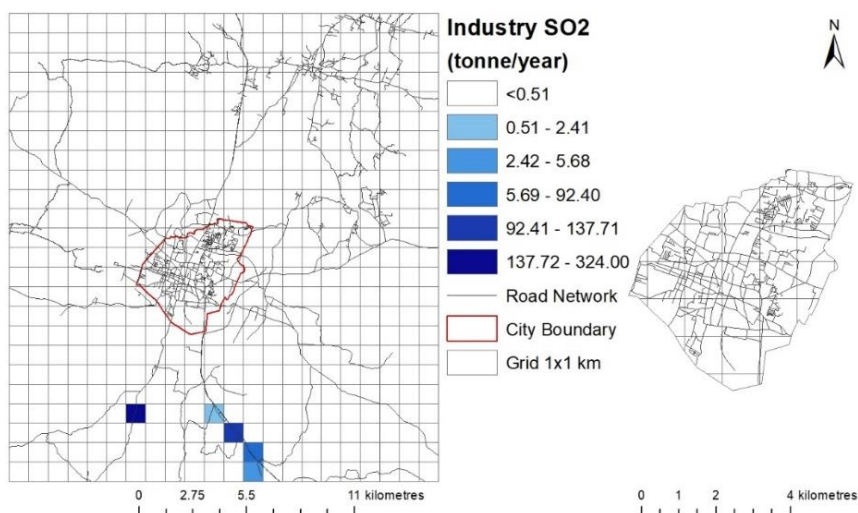 Industry SO2
(tonne/year)
<0.51
0.51 - 2.41
2.42 - 5.68
5.69 - 92.40
92.41 - 137.71
137.72 - 324.00
Road Network
City Boundary
Grid 1x1 km
N
0 2.75 5.5 11 kilometres
0 1 2 4 kilometres